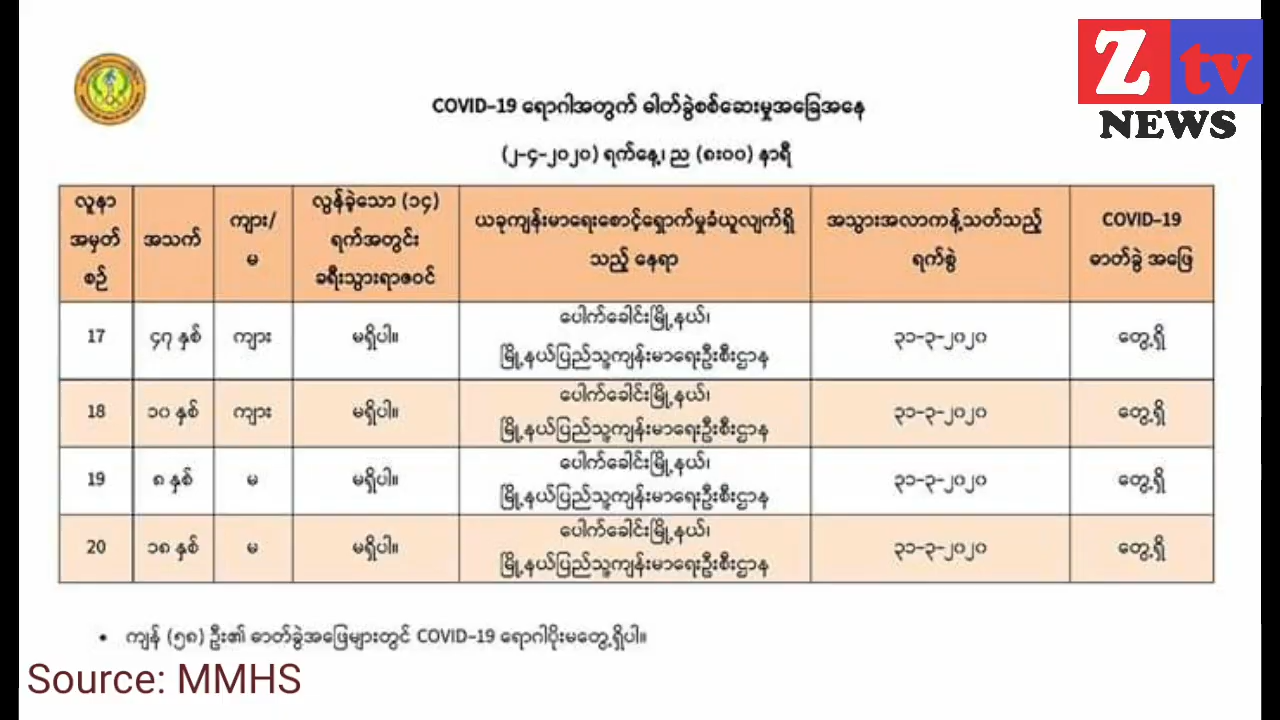 Z tv
NEWS
COVID-19 ရောဂါအတွက် ဓါတ်ခွဲစစ်ဆေးမှုအခြေအနေ
(၂-၄-၂၀၂၀) ရက်နေ့၊ ည (၈း၀၀) နာရီ
လူနာ အမှတ် စဉ်
အသက်
ကျား/ မ
လွန်ခဲ့သော (၁၄) ရက်အတွင်း ခရီးသွားရာဇဝင်
ယခုကျန်းမာရေးစောင့်ရှောက်မှုခံယူလျက်ရှိ သည့် နေရာ
အသွားအလာကန့်သတ်သည့် ရက်စွဲ
COVID-19 ဓာတ်ခွဲ အဖြေ
17 ၄၇ နှစ် ကျား မရှိပါ။ ပေါက်ခေါင်းမြို့နယ်၊ မြို့နယ်ပြည်သူ့ကျန်းမာရေးဦးစီးဌာန ၃၁-၃-၂၀၂၀ တွေ့ရှိ
18 ၁၀ နှစ် ကျား မရှိပါ။ ပေါက်ခေါင်းမြို့နယ်၊ မြို့နယ်ပြည်သူ့ကျန်းမာရေးဦးစီးဌာန ၃၁-၃-၂၀၂၀ တွေ့ရှိ
19 ၈ နှစ် မ မရှိပါ။ ပေါက်ခေါင်းမြို့နယ်၊ မြို့နယ်ပြည်သူ့ကျန်းမာရေးဦးစီးဌာန ၃၁-၃-၂၀၂၀ တွေ့ရှိ
20 ၁၈ နှစ် မ မရှိပါ။ ပေါက်ခေါင်းမြို့နယ်၊ မြို့နယ်ပြည်သူ့ကျန်းမာရေးဦးစီးဌာန ၃၁-၃-၂၀၂၀ တွေ့ရှိ
• ကျန် (၅၈) ဦး၏ ဓာတ်ခွဲအဖြေများတွင် COVID-19 ရောဂါပိုးမတွေ့ရှိပါ။
Source: MMHS